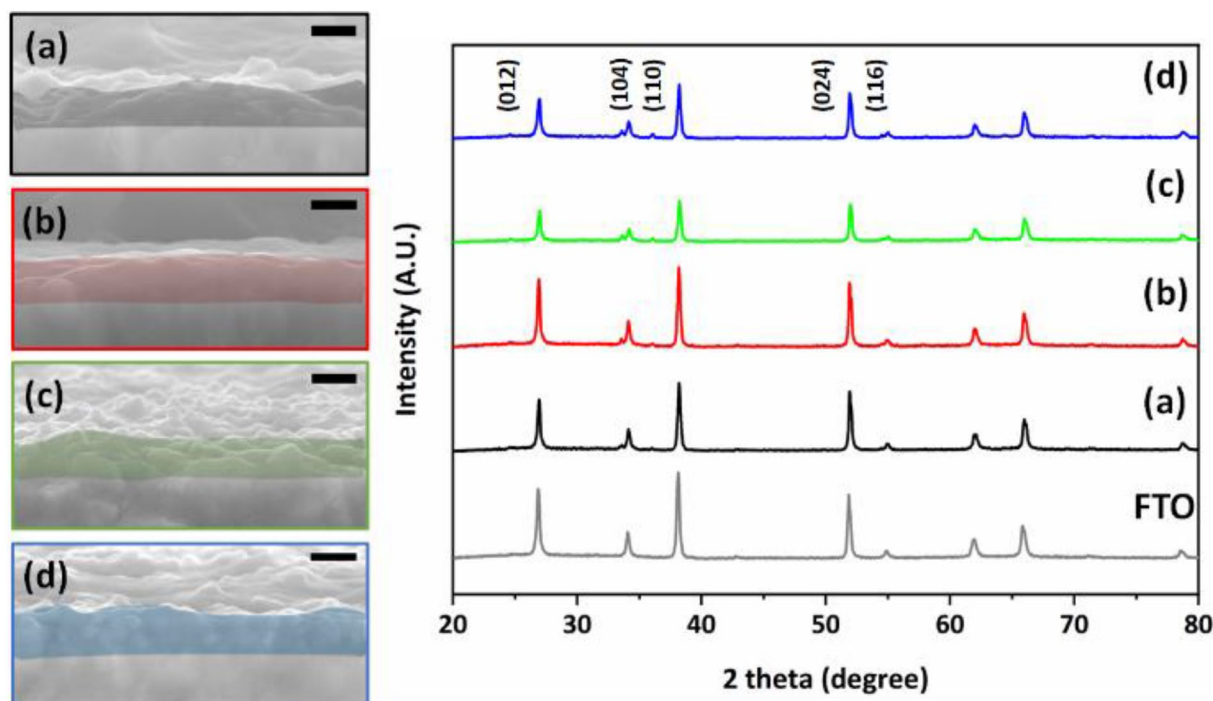 (a)
(b)
(c)
(d)
(012)
(104)
(110)
(024)
(116)
(d)
(c)
(b)
(a)
FTO
Intensity (A.U.)
20
30
40
50
60
70
80
2 theta (degree)